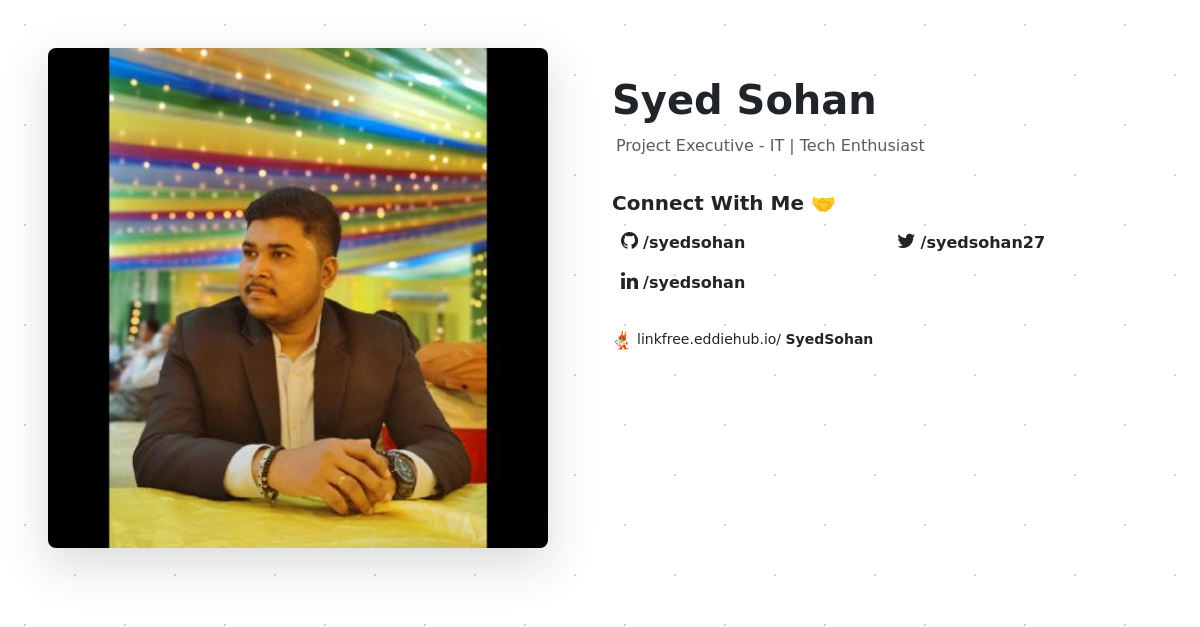 Syed Sohan
Project Executive - IT | Tech Enthusiast
Connect With Me 🤝
/syedsohan
/syedsohan27
/syedsohan
linkfree.eddiehub.io/ SyedSohan